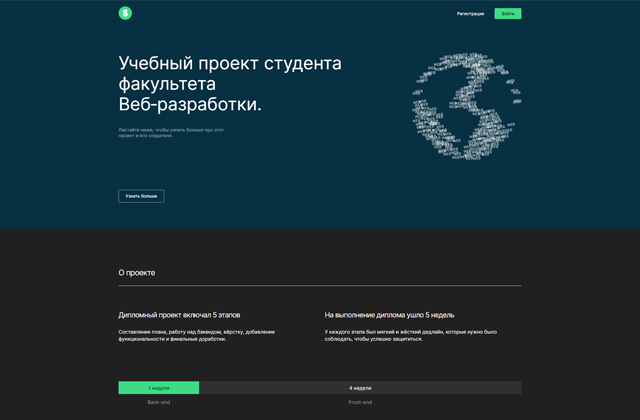 Регистрация
Войти
Учебный проект студента
факультета
Веб-разработки.
Листайте ниже, чтобы узнать больше про этот
проект и его создателя.
Узнать больше
О проекте
Дипломный проект включал 5 этапов
Составление плана, работу над бэкендом, вёрстку, добавление
функциональности и финальные доработки.
На выполнение диплома ушло 5 недель
У каждого этапа был мягкий и жёсткий дедлайн, которые нужно было
соблюдать, чтобы успешно защититься.
1 неделя
4 недели
Back-end
Front-end